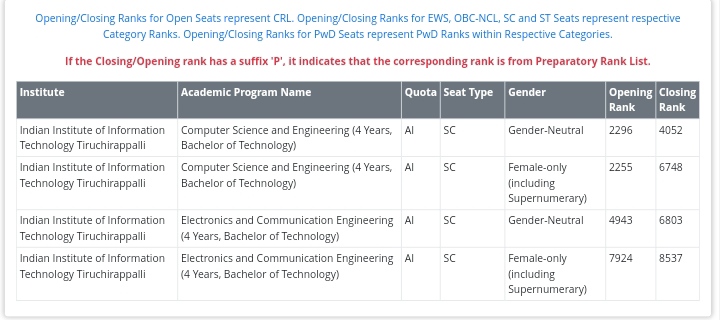 Opening/Closing Ranks for Open Seats represent CRL. Opening/Closing Ranks for EWS, OBC-NCL, SC and ST Seats represent respective
Category Ranks. Opening/Closing Ranks for PwD Seats represent PwD Ranks within Respective Categories.
If the Closing/Opening rank has a suffix 'P', it indicates that the corresponding rank is from Preparatory Rank List.
Institute Academic Program Name Quota Seat Type Gender Opening Closing
Rank Rank
Indian Institute of Information Computer Science and Engineering (4 Years, AI SC Gender-Neutral 2296 4052
Technology Tiruchirappalli Bachelor of Technology)
Indian Institute of Information Computer Science and Engineering (4 Years, AI SC Female-only 2255 6748
Technology Tiruchirappalli Bachelor of Technology) (including
Supernumerary)
Indian Institute of Information Electronics and Communication Engineering AI SC Gender-Neutral 4943 6803
Technology Tiruchirappalli (4 Years, Bachelor of Technology)
Indian Institute of Information Electronics and Communication Engineering AI SC Female-only 7924 8537
Technology Tiruchirappalli (4 Years, Bachelor of Technology) (including
Supernumerary)